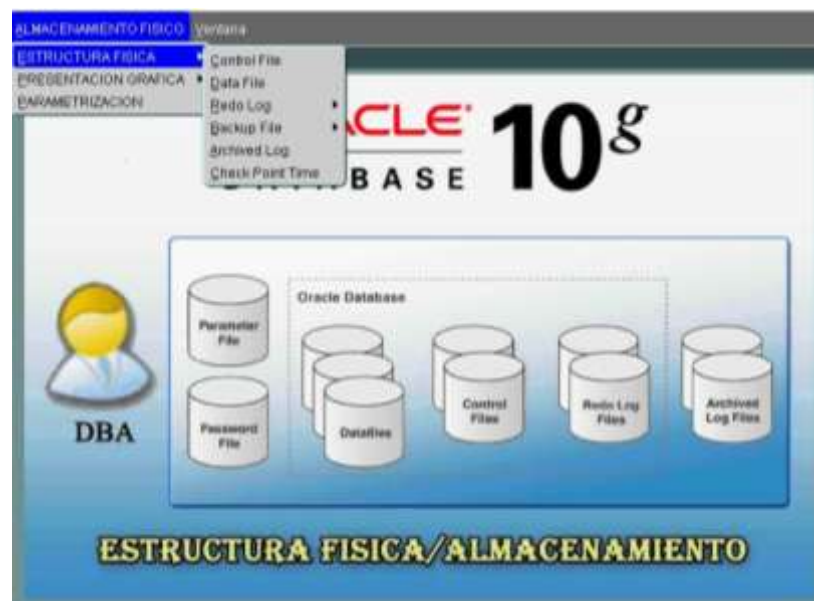 ALMACENAMIENTO FISICO Ventana
ESTRUCTURA FISICA
PRESENTACION GRAFICA
PARAMETRIZACION
Control File
Data File
Redo Log
Backup File
Archived Log
Check Point Time
ACLE 10g
BASE
Oracle Database
Parameter
File
Password
File
Datafiles
Control
Files
Redo Log
Files
Archived
Log Files
DBA
ESTRUCTURA FISICA/ALMACENAMIENTO